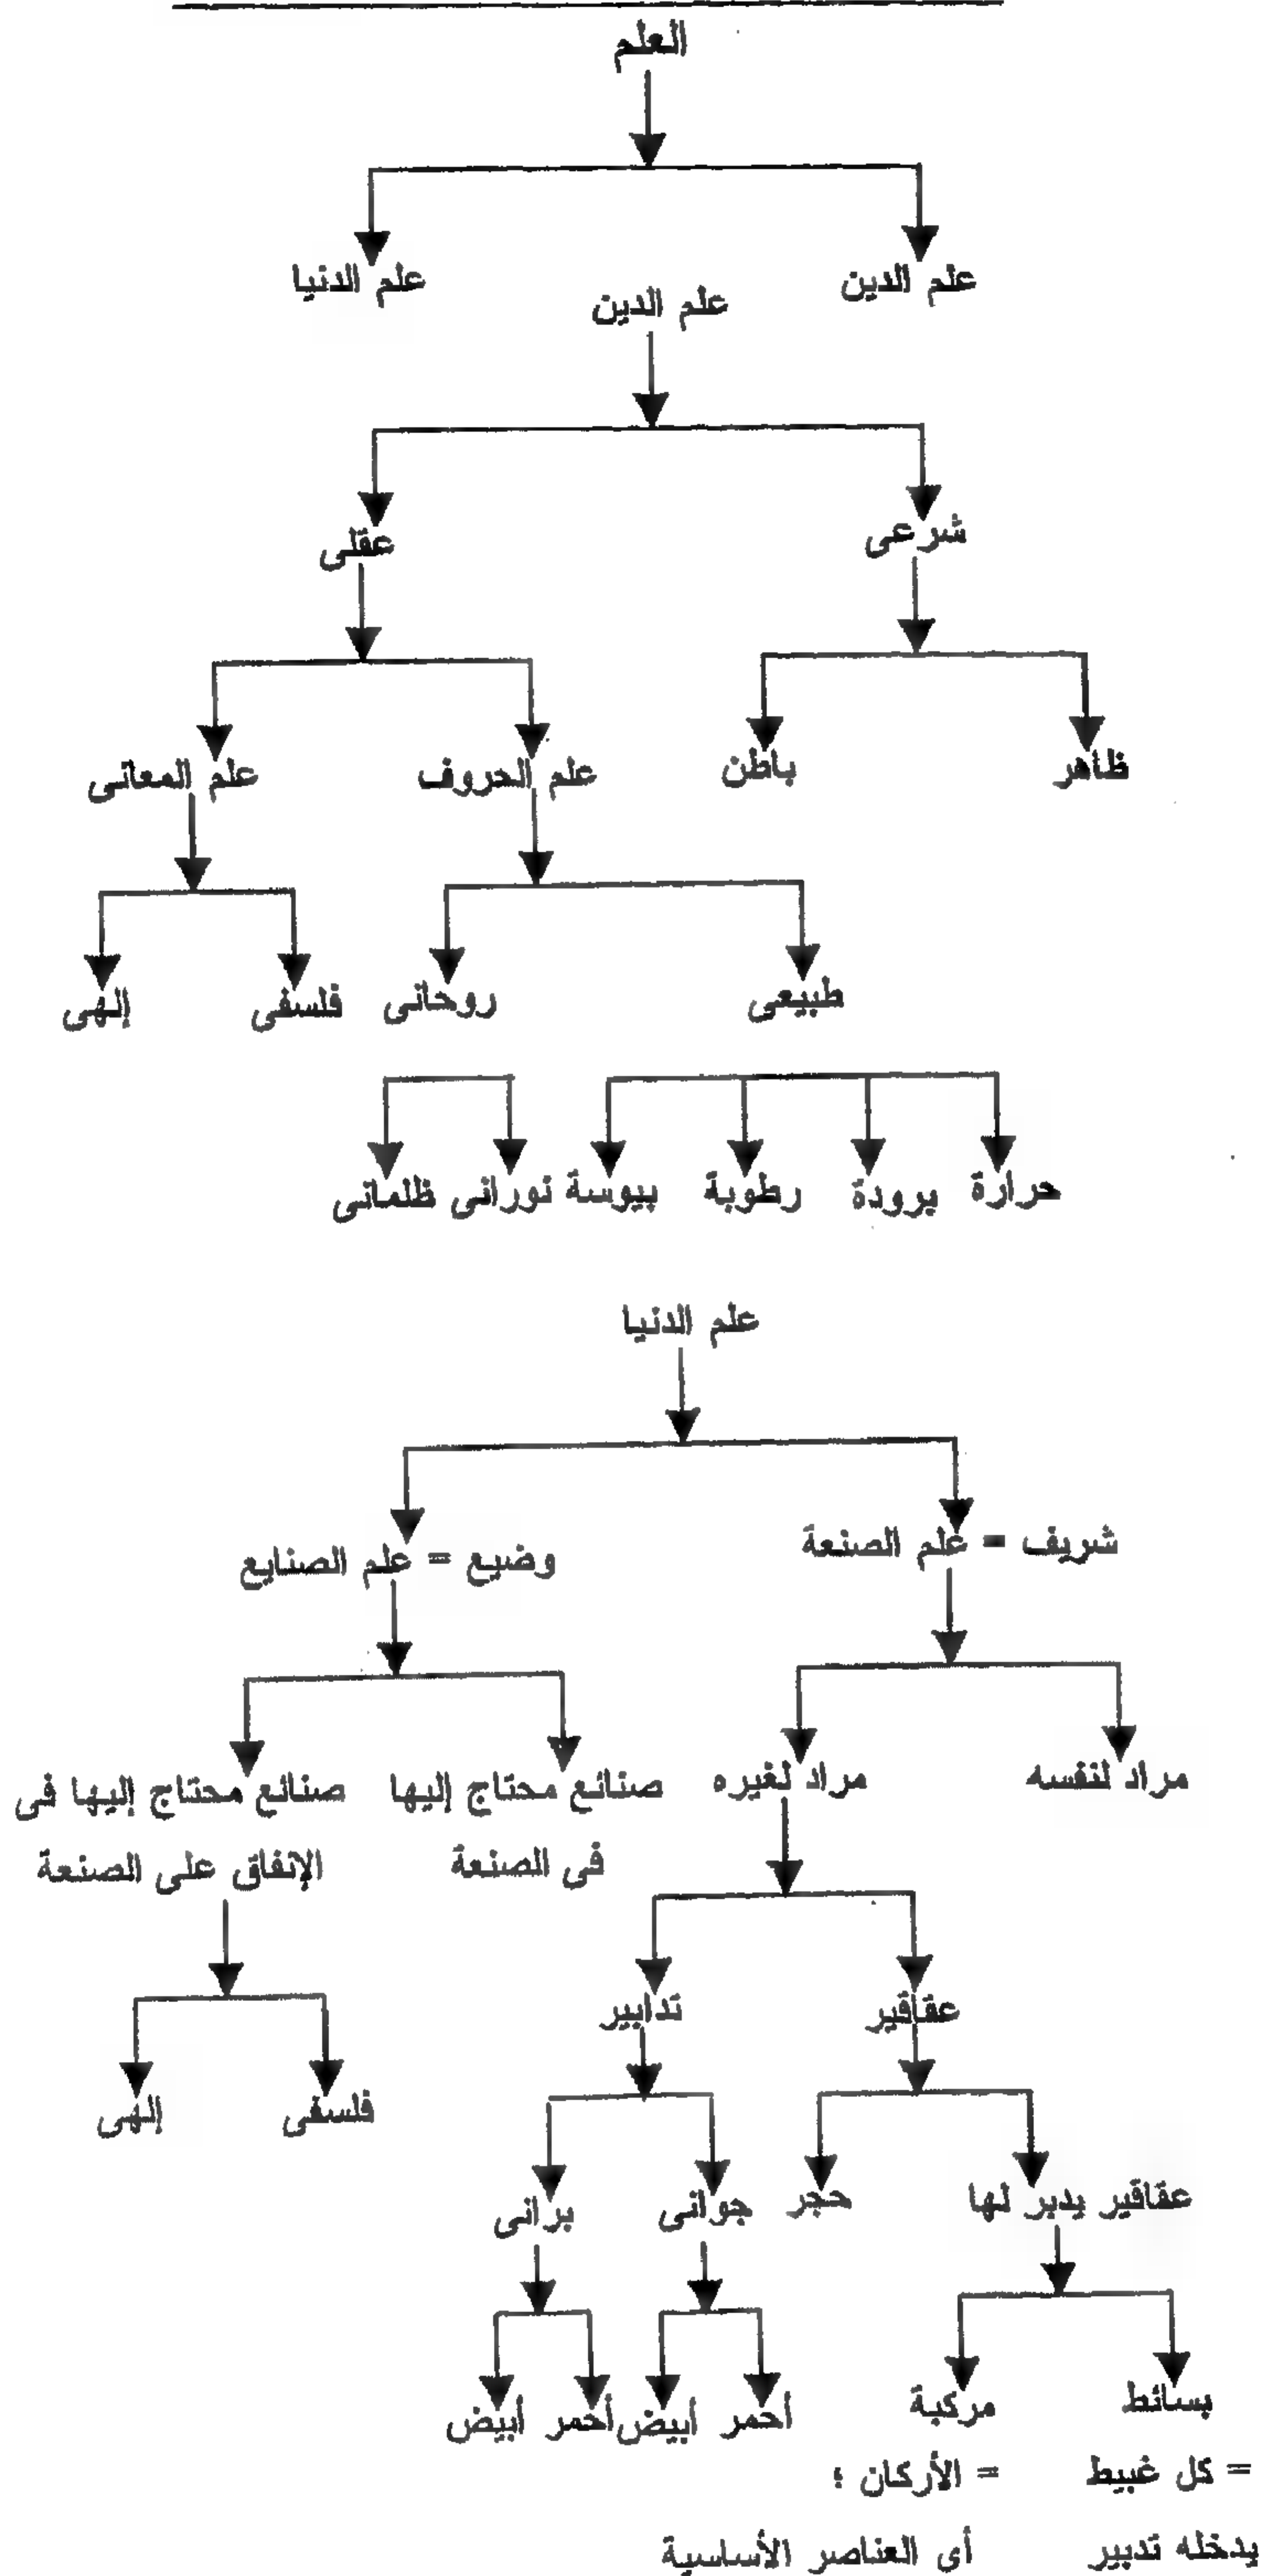 العلم
علم الدين
علم الدنيا
علم الدين
شرعى
عقلى
ظاهر
باطن
علم الحروف
علم المعانى
طبيعى
روحانى
فلسفى
إلهى
حرارة
برودة
رطوبة
يبوسة
نورانى
ظلمانى
علم الدنيا
شريف = علم الصنعة
وضيع = علم الصنايع
مراد لنفسه
مراد لغيره
صنائع محتاج إليها
فى الصنعة
صنائع محتاج إليها فى
الإنفاق على الصنعة
عقاقير
تدابير
فلسفى
إلهى
عقاقير يدبر لها
حجر
جوانى
برانى
بسائط
مركبة
أحمر
أبيض
أحمر
أبيض
= كل غبيط
يدخله تدبير
= الأركان ؛
أى العناصر الأساسية